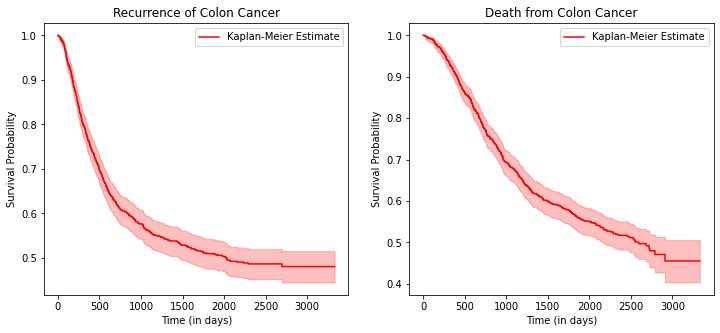 Recurrence of Colon Cancer
Kaplan-Meier Estimate
1.0
0.9
0.8
0.7
0.6
0.5
Survival Probability
0 500 1000 1500 2000 2500 3000
Time (in days)
Death from Colon Cancer
Kaplan-Meier Estimate
1.0
0.9
0.8
0.7
0.6
0.5
0.4
Survival Probability
0 500 1000 1500 2000 2500 3000
Time (in days)